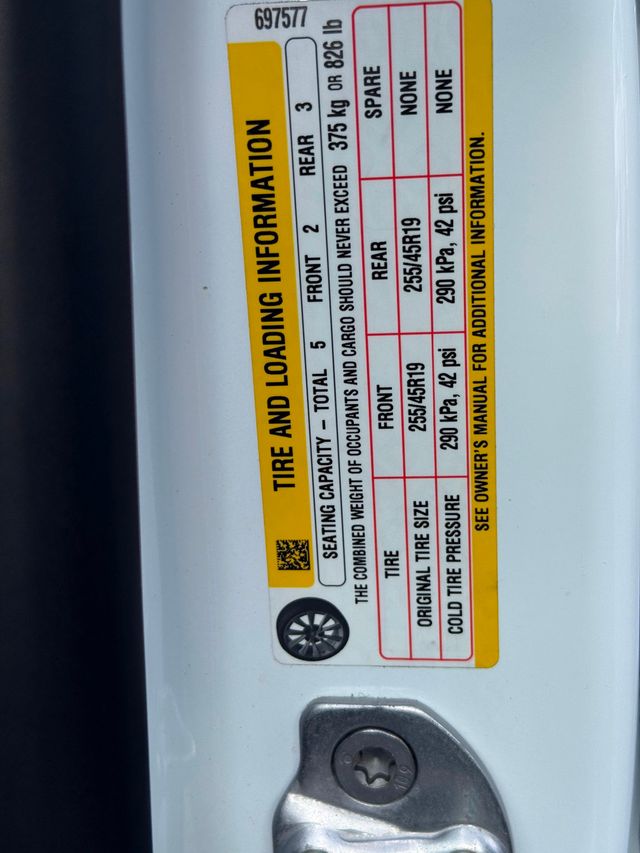 697577
TIRE AND LOADING INFORMATION
SEATING CAPACITY – TOTAL 5 FRONT 2 REAR 3
THE COMBINED WEIGHT OF OCCUPANTS AND CARGO SHOULD NEVER EXCEED 375 kg OR 826 lb
TIRE FRONT REAR SPARE
ORIGINAL TIRE SIZE 255/45R19 255/45R19 NONE
COLD TIRE PRESSURE 290 kPa, 42 psi 290 kPa, 42 psi NONE
SEE OWNER'S MANUAL FOR ADDITIONAL INFORMATION.